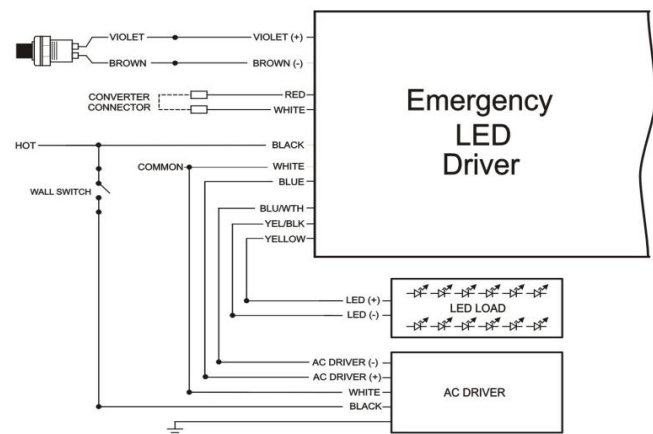 VIOLET
VIOLET (+)
BROWN
BROWN (-)
CONVERTER
CONNECTOR
RED
WHITE
Emergency
LED
Driver
HOT
BLACK
COMMON
WHITE
BLUE
WALL SWITCH
BLU/WTH
YEL/BLK
YELLOW
LED (+)
LED (-)
LED LOAD
AC DRIVER (-)
AC DRIVER (+)
WHITE
BLACK
AC DRIVER